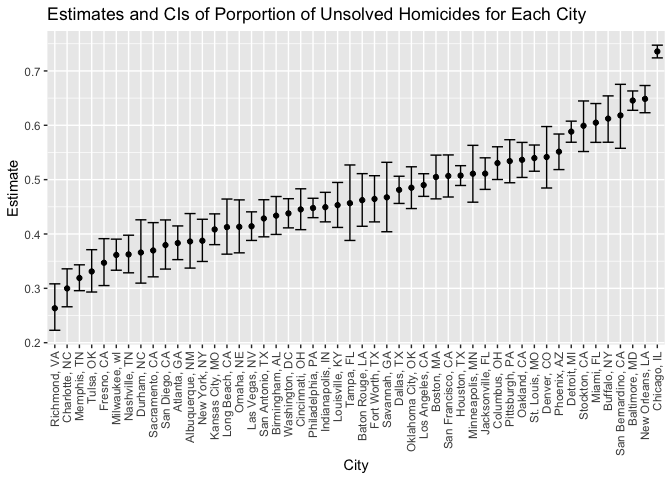 Estimates and CIs of Porportion of Unsolved Homicides for Each City
0.7
0.6
0.5
0.4
0.3
0.2
Estimate
Richmond, VA
Charlotte, NC
Memphis, TN
Tulsa, OK
Fresno, CA
Milwaukee, wI
Nashville, TN
Durham, NC
Sacramento, CA
San Diego, CA
Atlanta, GA
Albuquerque, NM
New York, NY
Kansas City, MO
Long Beach, CA
Omaha, NE
Las Vegas, NV
San Antonio, TX
Birmingham, AL
Washington, DC
Cincinnati, OH
Philadelphia, PA
Indianapolis, IN
Louisville, KY
Tampa, FL
Baton Rouge, LA
Fort Worth, TX
Savannah, GA
Dallas, TX
Oklahoma City, OK
Los Angeles, CA
Boston, MA
San Francisco, CA
Houston, TX
Minneapolis, MN
Jacksonville, FL
Columbus, OH
Pittsburgh, PA
Oakland, CA
St. Louis, MO
Denver, CO
Phoenix, AZ
Detroit, MI
Stockton, CA
Miami, FL
Buffalo, NY
San Bernardino, CA
Baltimore, MD
New Orleans, LA
Chicago, IL
City